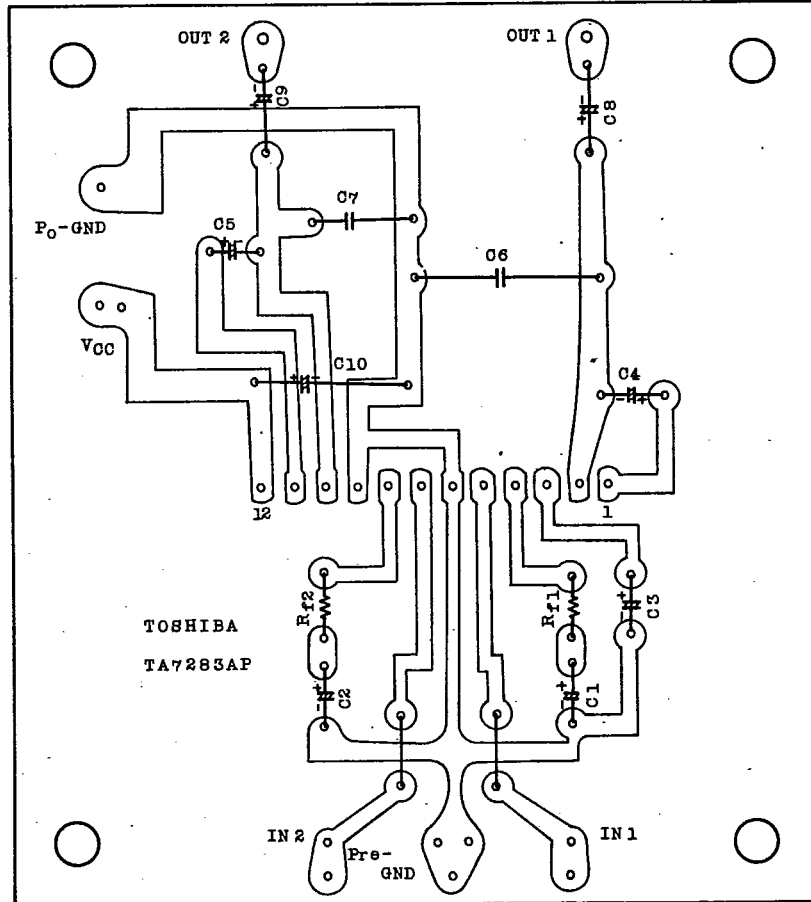 OUT 2
OUT 1
C9
C8
C7
PO-GND
C5
C6
VCC
C10
C4
12
1
Rf2
Rf1
C3
TOSHIBA
TA7283AP
C2
C1
IN 2
Pre-
GND
IN 1